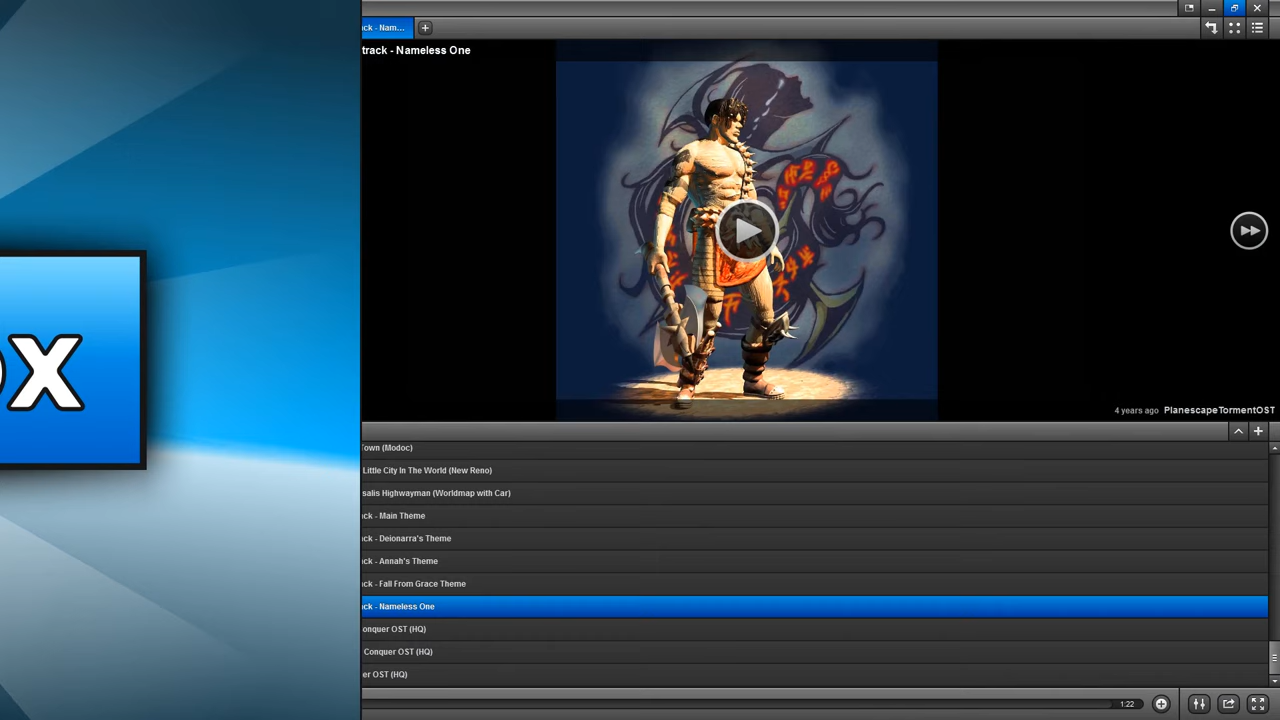 ck - Nam...
track - Nameless One
ox
4 years ago PlanescapeTormentOST
Town (Modoc)
Little City In The World (New Reno)
salis Highwayman (Worldmap with Car)
ck - Main Theme
ck - Deionarra's Theme
ck - Annah's Theme
ck - Fall From Grace Theme
ck - Nameless One
onquer OST (HQ)
Conquer OST (HQ)
er OST (HQ)
1:22